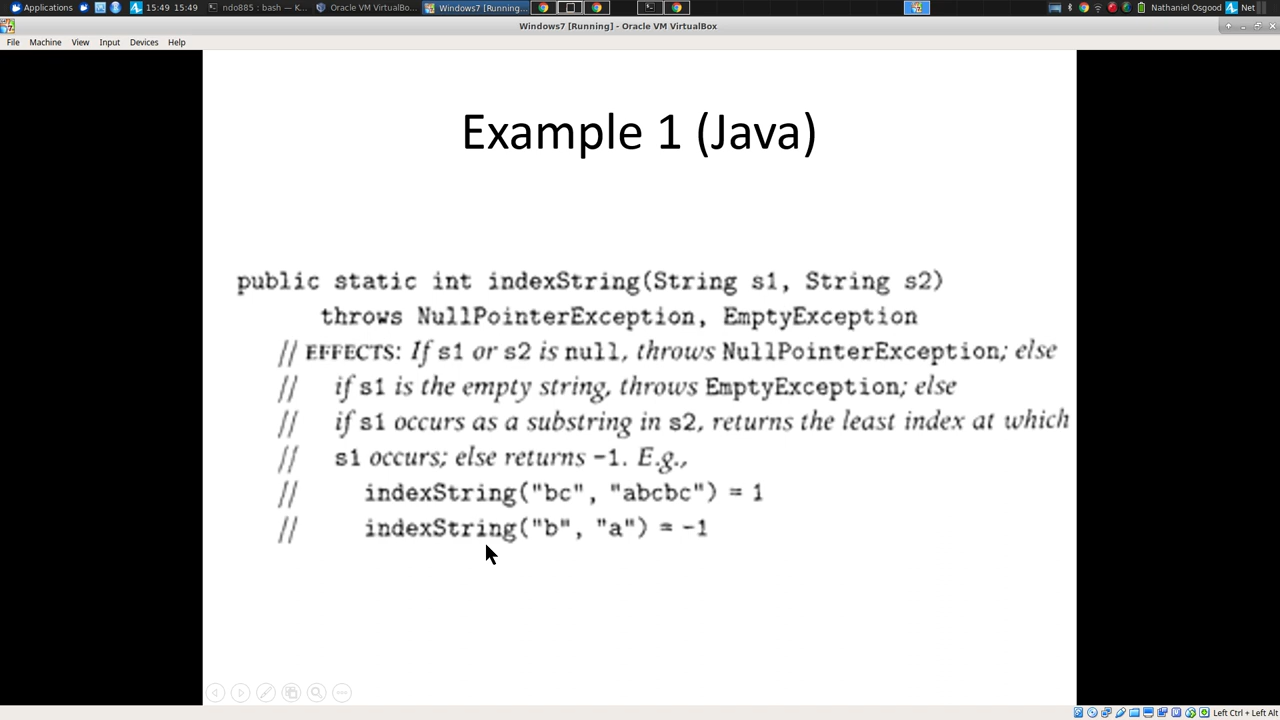 Applications
15:49 15:49
ndo885 : bash — K...
Oracle VM VirtualBo...
Windows7 [Running...
Nathaniel Osgood
Net
Windows7 [Running] - Oracle VM VirtualBox
File Machine View Input Devices Help
Example 1 (Java)
public static int indexString(String s1, String s2)
throws NullPointerException, EmptyException
// EFFECTS: If s1 or s2 is null, throws NullPointerException; else
// if s1 is the empty string, throws EmptyException; else
// if s1 occurs as a substring in s2, returns the least index at which
// s1 occurs; else returns -1. E.g.,
// indexString("bc", "abcbc") = 1
// indexString("b", "a") = -1
Left Ctrl + Left Alt